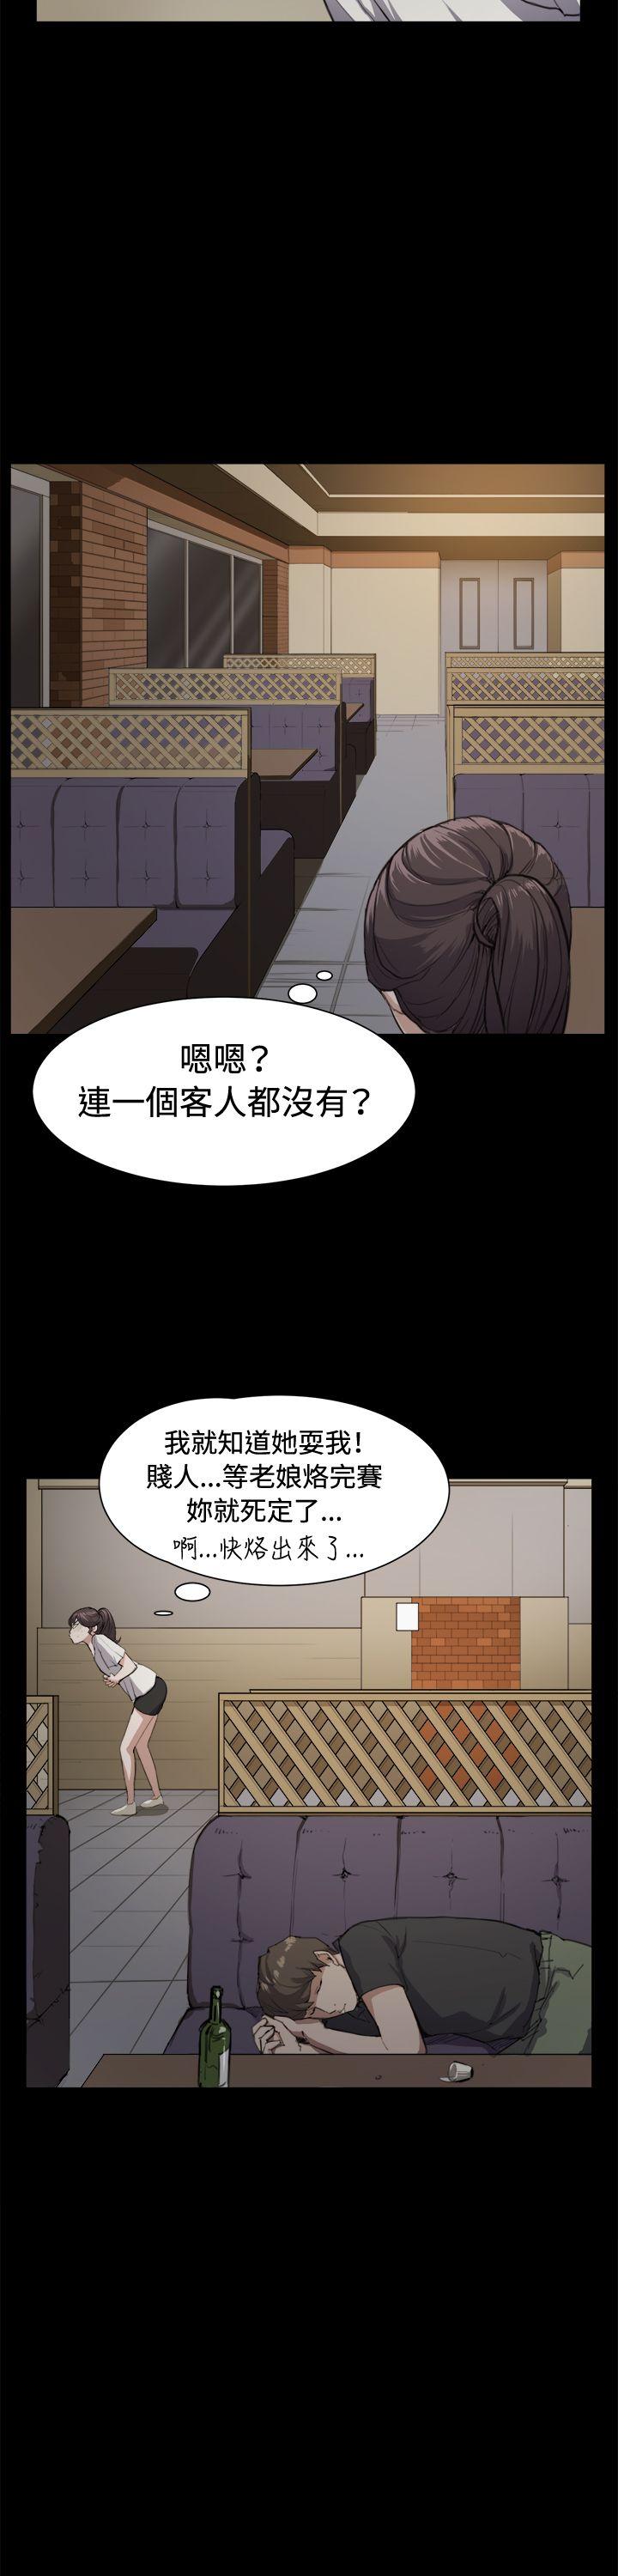 嗯嗯？
連一個客人都沒有？
我就知道她耍我！
賤人…等老娘烙完賽
妳就死定了…
啊…快烙出來了…